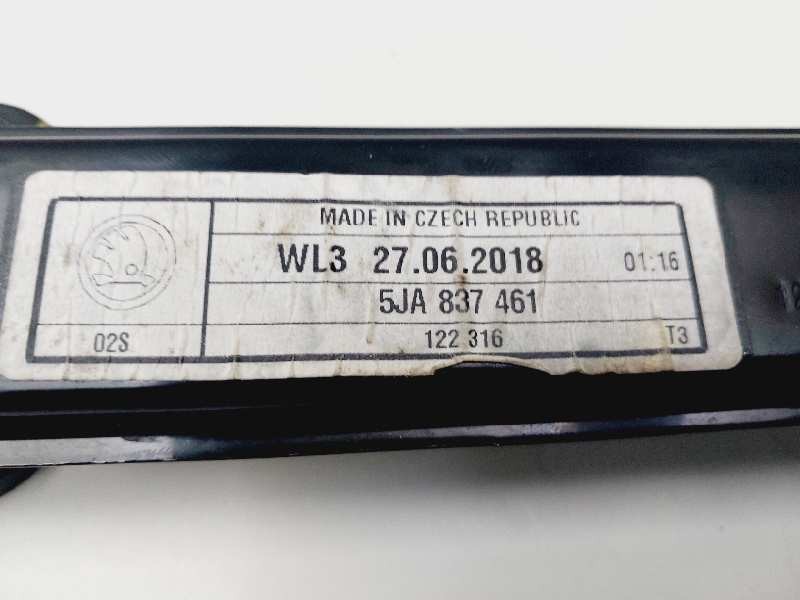 MADE IN CZECH REPUBLIC
WL3 27.06.2018 01:16
5JA 837 461
02S 122 316 T3